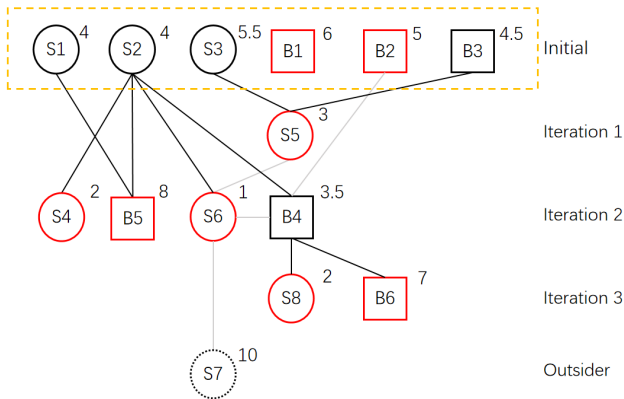 S1 4 S2 4 S3 5.5 B1 6 B2 5 B3 4.5 Initial
S5 3 Iteration 1
S4 2 B5 8 S6 1 B4 3.5 Iteration 2
S8 2 B6 7 Iteration 3
S7 10 Outsider